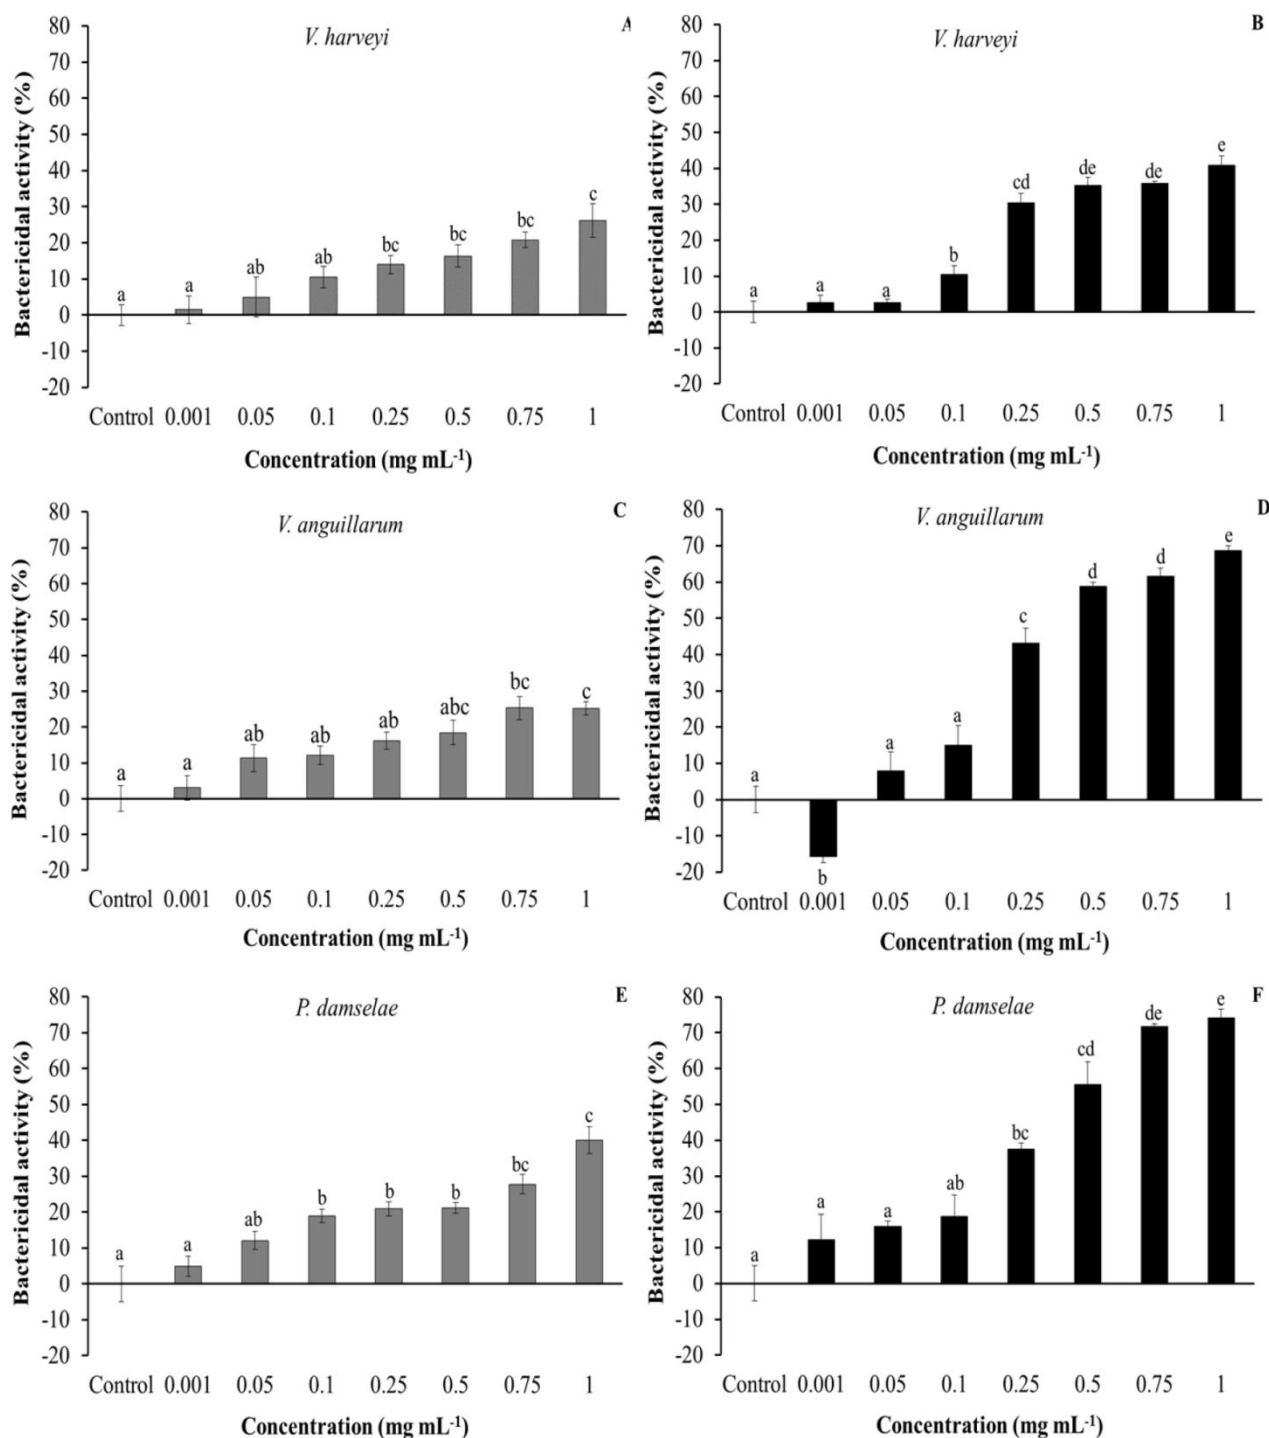 A
V. harveyi
Bactericidal activity (%)
80
70
60
50
40
30
20
10
0
-10
-20
a
a
ab
ab
bc
bc
bc
c
Control 0.001 0.05 0.1 0.25 0.5 0.75 1
Concentration (mg mL-1)
B
V. harveyi
Bactericidal activity (%)
80
70
60
50
40
30
20
10
0
-10
-20
a
a
a
b
cd
de
de
e
Control 0.001 0.05 0.1 0.25 0.5 0.75 1
Concentration (mg mL-1)
C
V. anguillarum
Bactericidal activity (%)
80
70
60
50
40
30
20
10
0
-10
-20
a
a
ab
ab
ab
abc
bc
c
Control 0.001 0.05 0.1 0.25 0.5 0.75 1
Concentration (mg mL-1)
D
V. anguillarum
Bactericidal activity (%)
80
70
60
50
40
30
20
10
0
-10
-20
a
b
a
a
c
d
d
e
Control 0.001 0.05 0.1 0.25 0.5 0.75 1
Concentration (mg mL-1)
E
P. damselae
Bactericidal activity (%)
80
70
60
50
40
30
20
10
0
-10
-20
a
a
ab
b
b
b
bc
c
Control 0.001 0.05 0.1 0.25 0.5 0.75 1
Concentration (mg mL-1)
F
P. damselae
Bactericidal activity (%)
80
70
60
50
40
30
20
10
0
-10
-20
a
a
a
ab
bc
cd
de
e
Control 0.001 0.05 0.1 0.25 0.5 0.75 1
Concentration (mg mL-1)